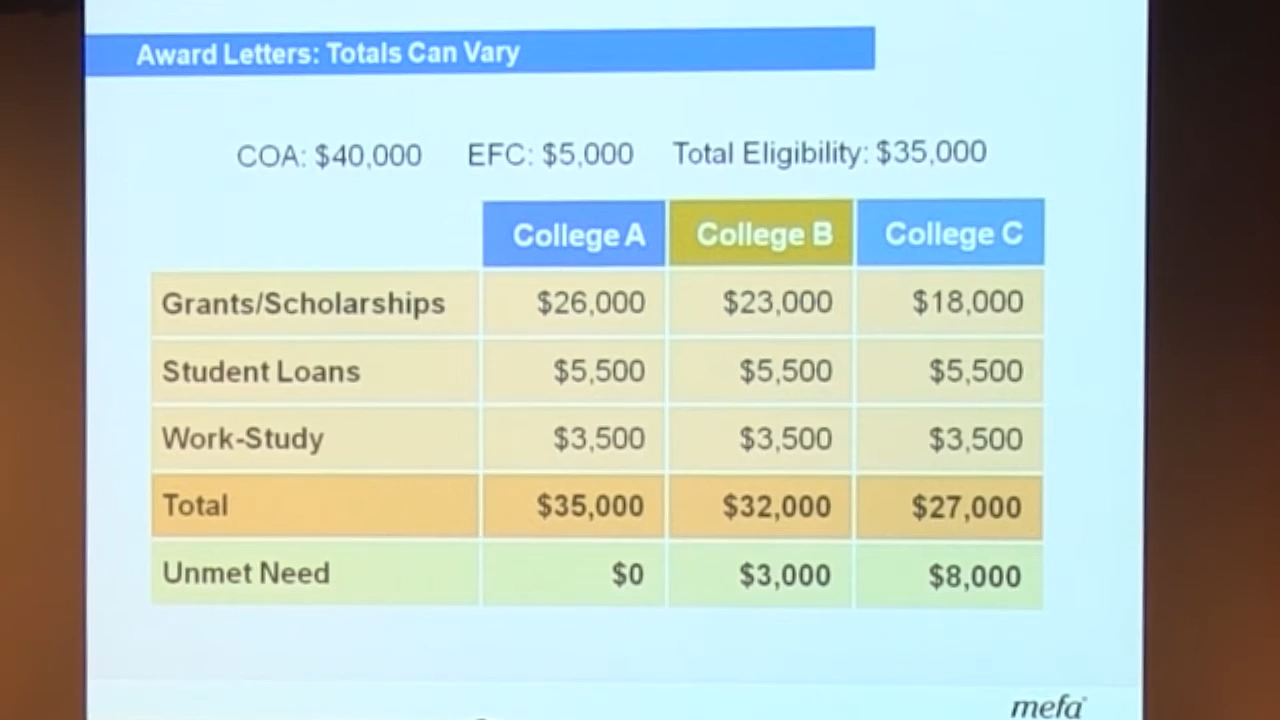 Award Letters: Totals Can Vary
COA: $40,000 EFC: $5,000 Total Eligibility: $35,000
College A College B College C
Grants/Scholarships $26,000 $23,000 $18,000
Student Loans $5,500 $5,500 $5,500
Work-Study $3,500 $3,500 $3,500
Total $35,000 $32,000 $27,000
Unmet Need $0 $3,000 $8,000
mefa